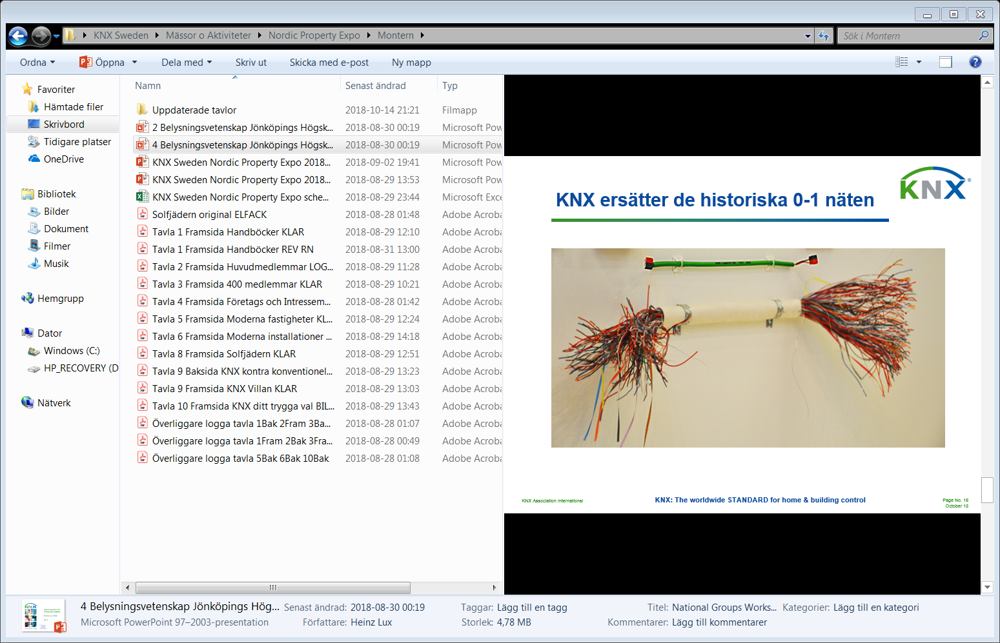 KNX Sweden Mässor o Aktiviteter Nordic Property Expo Montern Sök i Montern
Ordna Öppna Dela med Skriv ut Skicka med e-post Ny mapp
Favoriter
Hämtade filer
Skrivbord
Tidigare platser
OneDrive
Bibliotek
Bilder
Dokument
Filmer
Musik
Hemgrupp
Dator
Windows (C:)
HP_RECOVERY (D
Nätverk
Namn Senast ändrad Typ
Uppdaterade tavlor 2018-10-14 21:21 Filmapp
2 Belysningsvetenskap Jönköpings Högsk... 2018-08-30 00:19 Microsoft Pow
4 Belysningsvetenskap Jönköpings Högsk... 2018-08-30 00:19 Microsoft Pow
KNX Sweden Nordic Property Expo 2018... 2018-09-02 19:41 Microsoft Pow
KNX Sweden Nordic Property Expo 2018... 2018-08-29 13:53 Microsoft Pow
KNX Sweden Nordic Property Expo sche... 2018-08-29 23:44 Microsoft Exce
Solfjädern original ELFACK 2018-08-28 01:48 Adobe Acroba
Tavla 1 Framsida Handböcker KLAR 2018-08-29 12:10 Adobe Acroba
Tavla 1 Framsida Handböcker REV RN 2018-08-31 13:00 Adobe Acroba
Tavla 2 Framsida Huvudmedlemmar LOG... 2018-08-29 11:28 Adobe Acroba
Tavla 3 Framsida 400 medlemmar KLAR 2018-08-29 10:21 Adobe Acroba
Tavla 4 Framsida Företags och Intressem... 2018-08-28 01:42 Adobe Acroba
Tavla 5 Framsida Moderna fastigheter KL... 2018-08-29 12:24 Adobe Acroba
Tavla 6 Framsida Moderna installationer ... 2018-08-29 14:18 Adobe Acroba
Tavla 8 Framsida Solfjädern KLAR 2018-08-29 12:51 Adobe Acroba
Tavla 9 Baksida KNX kontra konventionel... 2018-08-29 13:23 Adobe Acroba
Tavla 9 Framsida KNX Villan KLAR 2018-08-29 13:03 Adobe Acroba
Tavla 10 Framsida KNX ditt trygga val BIL... 2018-08-29 13:43 Adobe Acroba
Överliggare logga tavla 1Bak 2Fram 3Ba... 2018-08-28 01:07 Adobe Acroba
Överliggare logga tavla 1Fram 2Bak 3Fra... 2018-08-28 00:49 Adobe Acroba
Överliggare logga tavla 5Bak 6Bak 10Bak 2018-08-28 01:08 Adobe Acroba
KNX®
KNX ersätter de historiska 0-1 näten
KNX Association International
KNX: The worldwide STANDARD for home & building control
Page No. 16
October 18
4 Belysningsvetenskap Jönköpings Hög... Senast ändrad: 2018-08-30 00:19 Taggar: Lägg till en tagg Titel: National Groups Works... Kategorier: Lägg till en kategori
Microsoft PowerPoint 97–2003-presentation Författare: Heinz Lux Storlek: 4,78 MB Kommentarer: Lägg till kommentarer